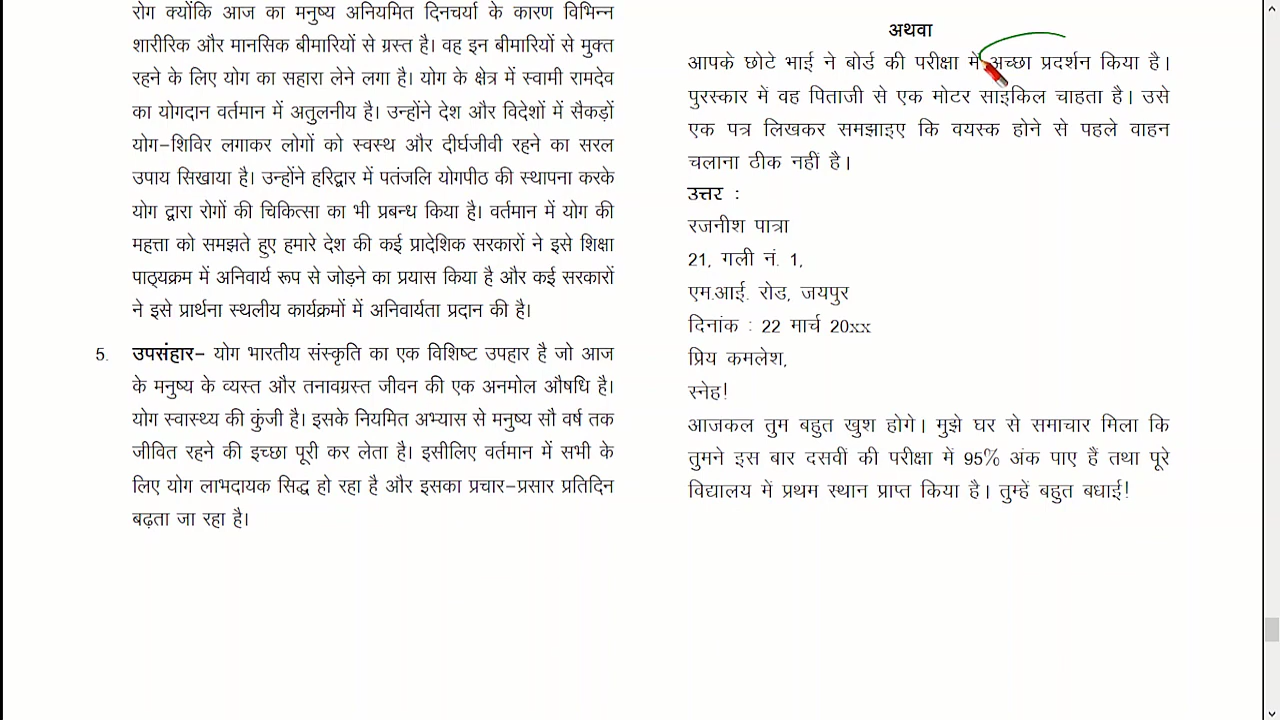 रोग क्योंकि आज का मनुष्य अनियमित दिनचर्या के कारण विभिन्न
शारीरिक और मानसिक बीमारियों से ग्रस्त है। वह इन बीमारियों से मुक्त
रहने के लिए योग का सहारा लेने लगा है। योग के क्षेत्र में स्वामी रामदेव
का योगदान वर्तमान में अतुलनीय है। उन्होंने देश और विदेशों में सैकड़ों
योग-शिविर लगाकर लोगों को स्वस्थ और दीर्घजीवी रहने का सरल
उपाय सिखाया है। उन्होंने हरिद्वार में पतंजलि योगपीठ की स्थापना करके
योग द्वारा रोगों की चिकित्सा का भी प्रबन्ध किया है। वर्तमान में योग की
महत्ता को समझते हुए हमारे देश की कई प्रादेशिक सरकारों ने इसे शिक्षा
पाठ्यक्रम में अनिवार्य रूप से जोड़ने का प्रयास किया है और कई सरकारों
ने इसे प्रार्थना स्थलीय कार्यक्रमों में अनिवार्यता प्रदान की है।
5. उपसंहार- योग भारतीय संस्कृति का एक विशिष्ट उपहार है जो आज
के मनुष्य के व्यस्त और तनावग्रस्त जीवन की एक अनमोल औषधि है।
योग स्वास्थ्य की कुंजी है। इसके नियमित अभ्यास से मनुष्य सौ वर्ष तक
जीवित रहने की इच्छा पूरी कर लेता है। इसीलिए वर्तमान में सभी के
लिए योग लाभदायक सिद्ध हो रहा है और इसका प्रचार-प्रसार प्रतिदिन
बढ़ता जा रहा है।
अथवा
आपके छोटे भाई ने बोर्ड की परीक्षा में अच्छा प्रदर्शन किया है।
पुरस्कार में वह पिताजी से एक मोटर साइकिल चाहता है। उसे
एक पत्र लिखकर समझाइए कि वयस्क होने से पहले वाहन
चलाना ठीक नहीं है।
उत्तर :
रजनीश पात्रा
21, गली नं. 1,
एम.आई. रोड, जयपुर
दिनांक : 22 मार्च 20xx
प्रिय कमलेश,
स्नेह!
आजकल तुम बहुत खुश होगे। मुझे घर से समाचार मिला कि
तुमने इस बार दसवीं की परीक्षा में 95% अंक पाए हैं तथा पूरे
विद्यालय में प्रथम स्थान प्राप्त किया है। तुम्हें बहुत बधाई!